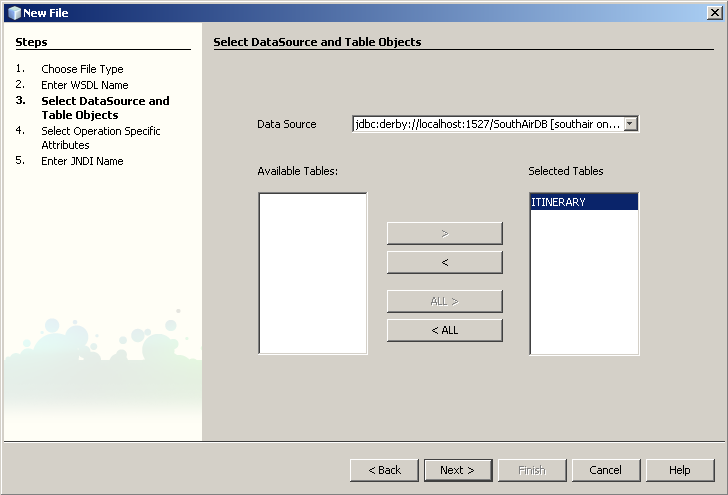 New File
Steps
Select DataSource and Table Objects
1. Choose File Type
2. Enter WSDL Name
3. Select DataSource and
Table Objects
4. Select Operation Specific
Attributes
5. Enter JNDI Name
Data Source jdbc:derby://localhost:1527/SouthAirDB [southair on...
Available Tables: Selected Tables
ITINERARY
>
<
ALL >
< ALL
< Back Next > Finish Cancel Help